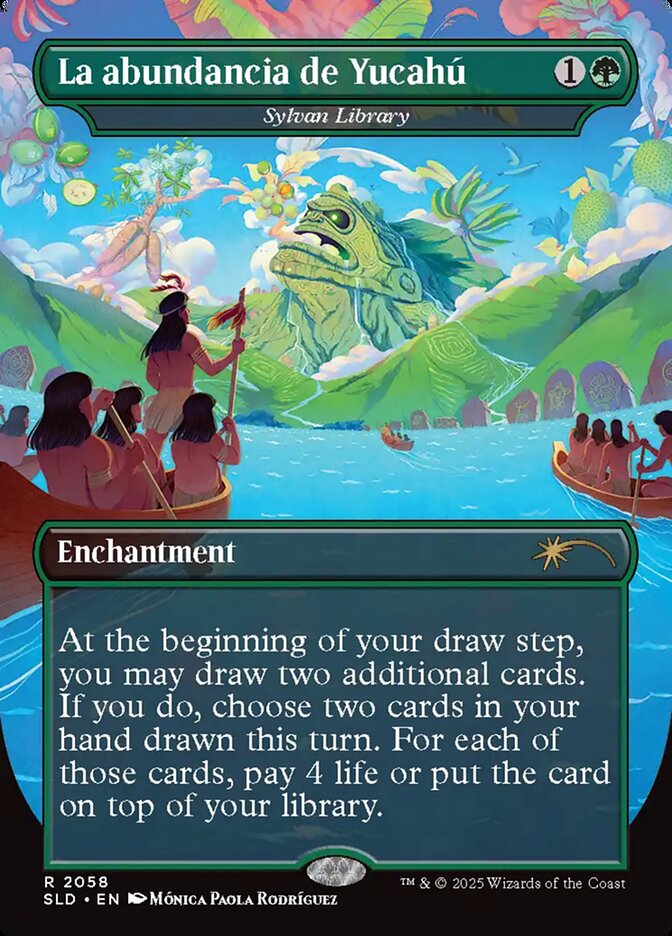 La abundancia de Yucahú 1
Sylvan Library
Enchantment
At the beginning of your draw step,
you may draw two additional cards.
If you do, choose two cards in your
hand drawn this turn. For each of
those cards, pay 4 life or put the card
on top of your library.
R 2058
SLD • EN Mónica Paola Rodríguez
™ & © 2025 Wizards of the Coast